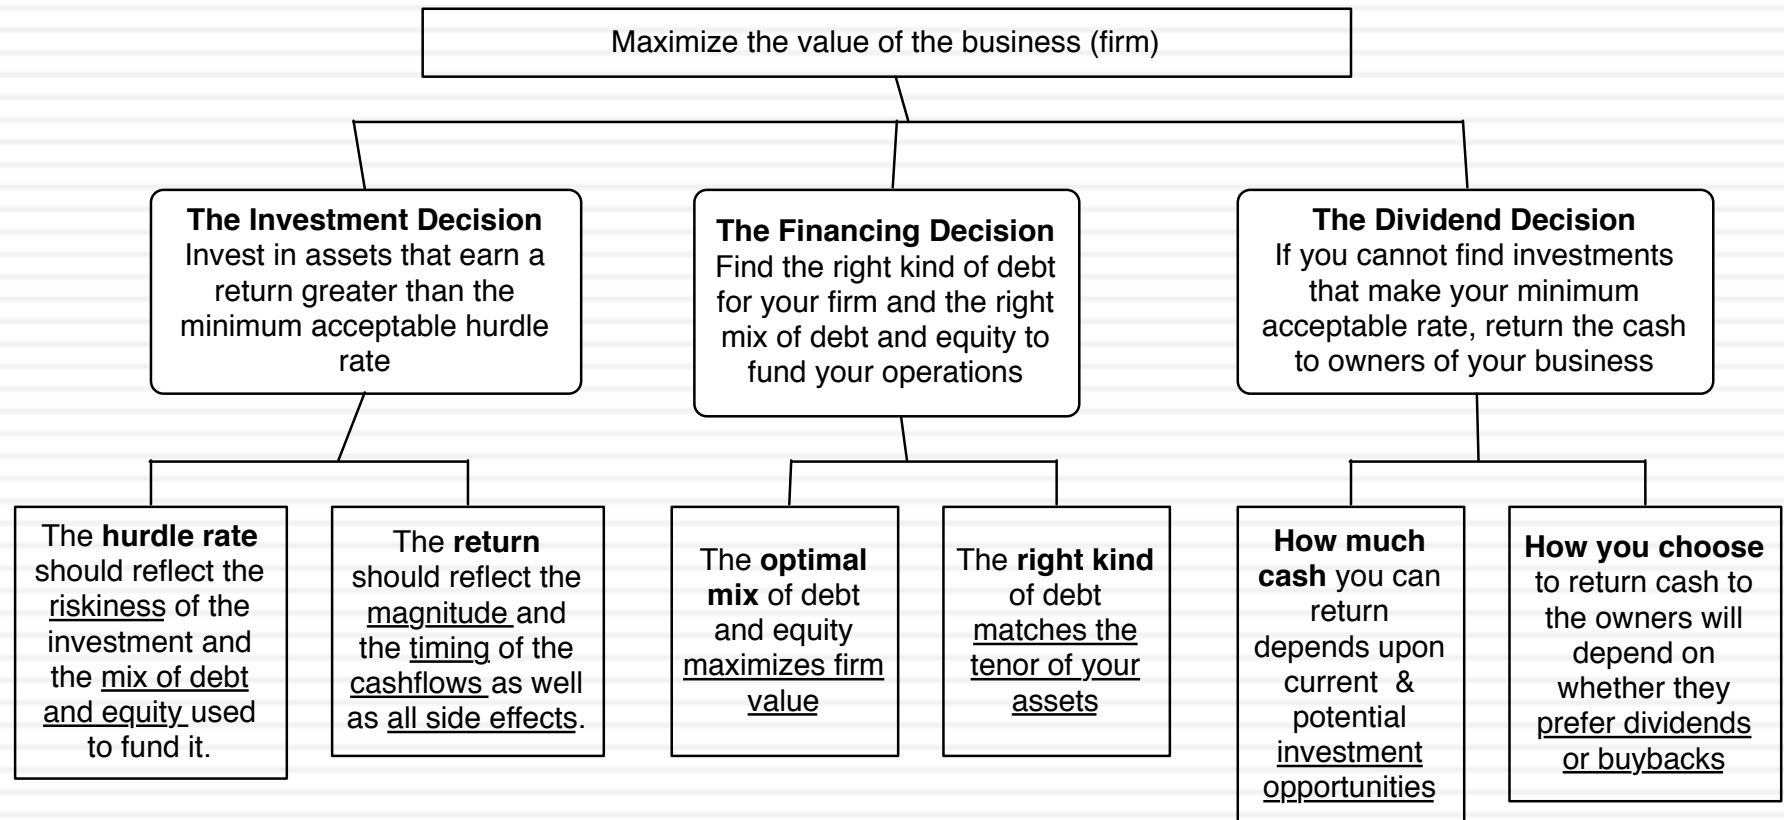 Maximize the value of the business (firm)
The Investment Decision
Invest in assets that earn a
return greater than the
minimum acceptable hurdle
rate
The Financing Decision
Find the right kind of debt
for your firm and the right
mix of debt and equity to
fund your operations
The Dividend Decision
If you cannot find investments
that make your minimum
acceptable rate, return the cash
to owners of your business
The hurdle rate
should reflect the
riskiness of the
investment and
the mix of debt
and equity used
to fund it.
The return
should reflect the
magnitude and
the timing of the
cashflows as well
as all side effects.
The optimal
mix of debt
and equity
maximizes firm
value
The right kind
of debt
matches the
tenor of your
assets
How much
cash you can
return
depends upon
current &
potential
investment
opportunities
How you choose
to return cash to
the owners will
depend on
whether they
prefer dividends
or buybacks